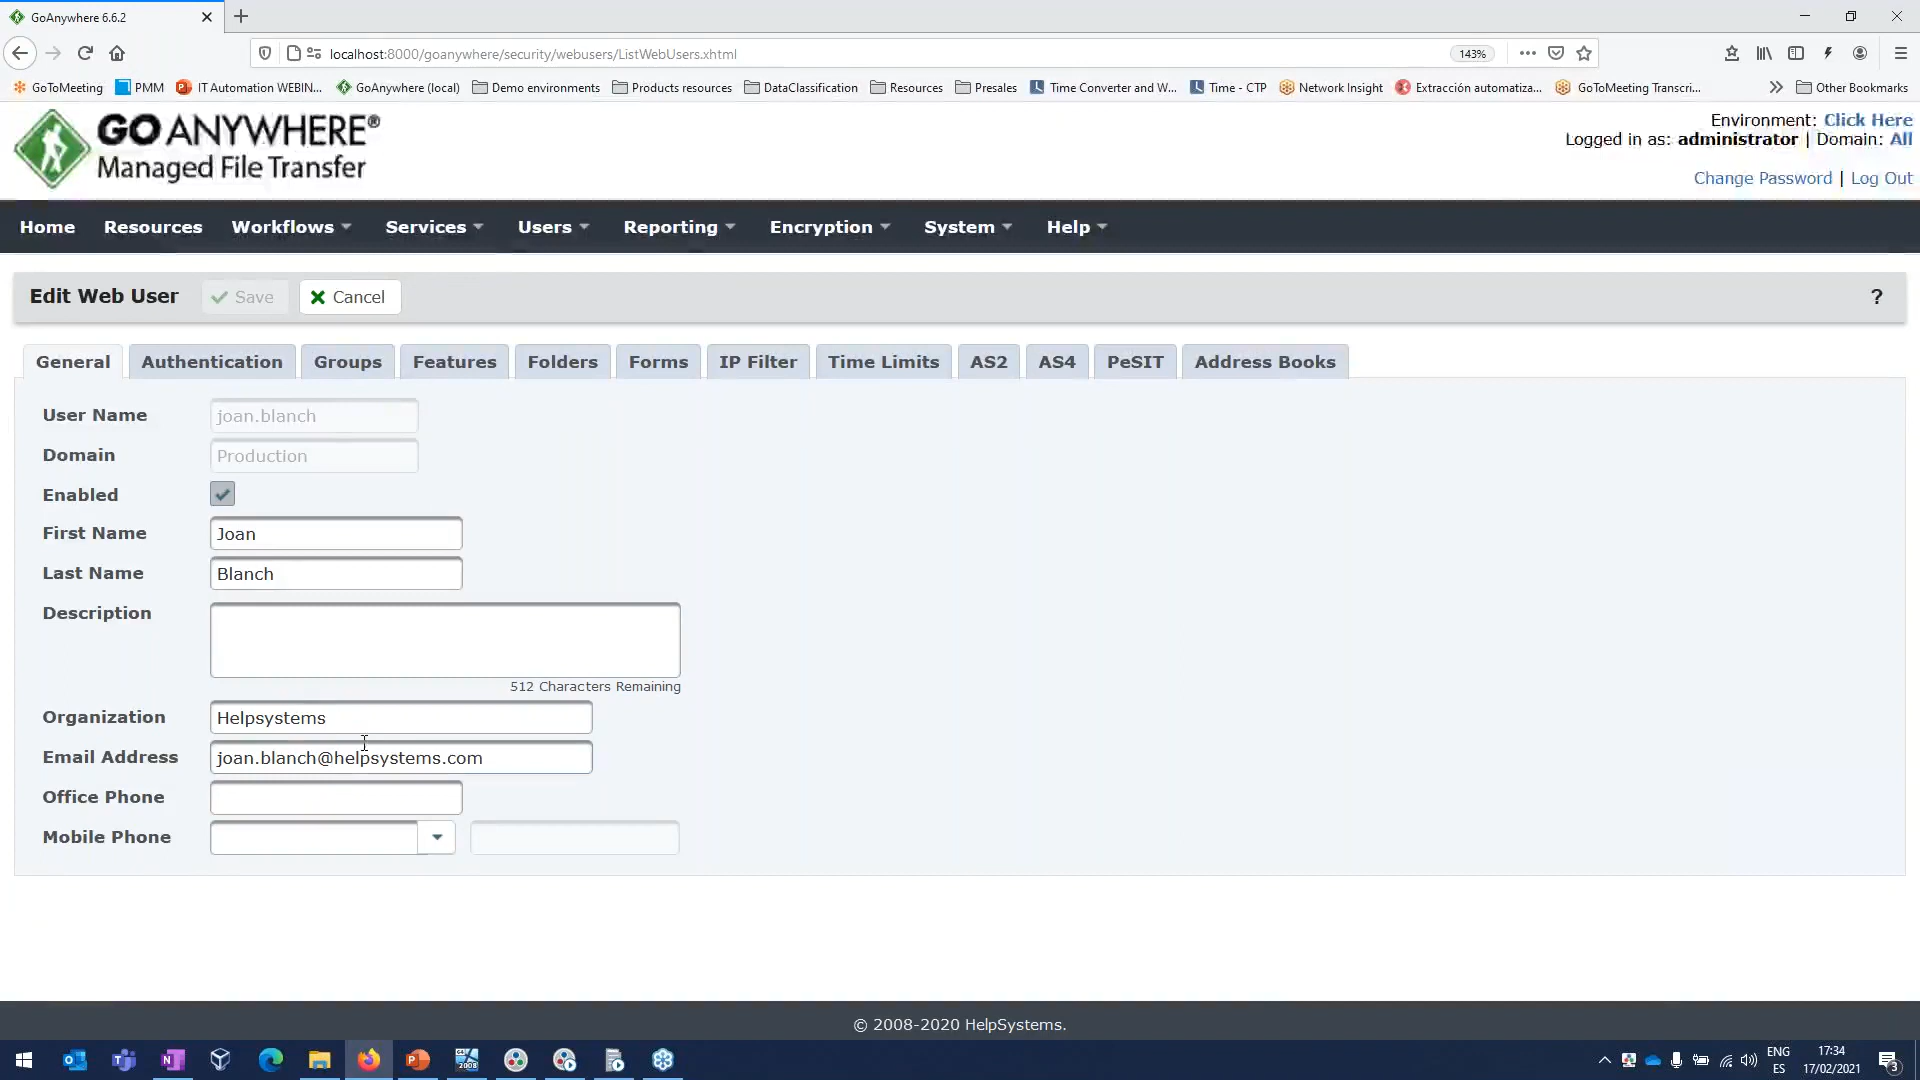 GoAnywhere 6.6.2
localhost:8000/goanywhere/security/webusers/ListWebUsers.xhtml
143%
GoToMeeting
PMM
IT Automation WEBIN...
GoAnywhere (local)
Demo environments
Products resources
DataClassification
Resources
Presales
Time Converter and W...
Time - CTP
Network Insight
Extracción automatiza...
GoToMeeting Transcri...
Other Bookmarks
GO ANYWHERE®
Managed File Transfer
Environment: Click Here
Logged in as: administrator | Domain: All
Change Password | Log Out
Home Resources Workflows Services Users Reporting Encryption System Help
Edit Web User Save Cancel ?
General Authentication Groups Features Folders Forms IP Filter Time Limits AS2 AS4 PeSIT Address Books
User Name joan.blanch
Domain Production
Enabled
First Name Joan
Last Name Blanch
Description
512 Characters Remaining
Organization Helpsystems
Email Address joan.blanch@helpsystems.com
Office Phone
Mobile Phone
© 2008-2020 HelpSystems.
2008
ENG
ES
17:34
17/02/2021
3